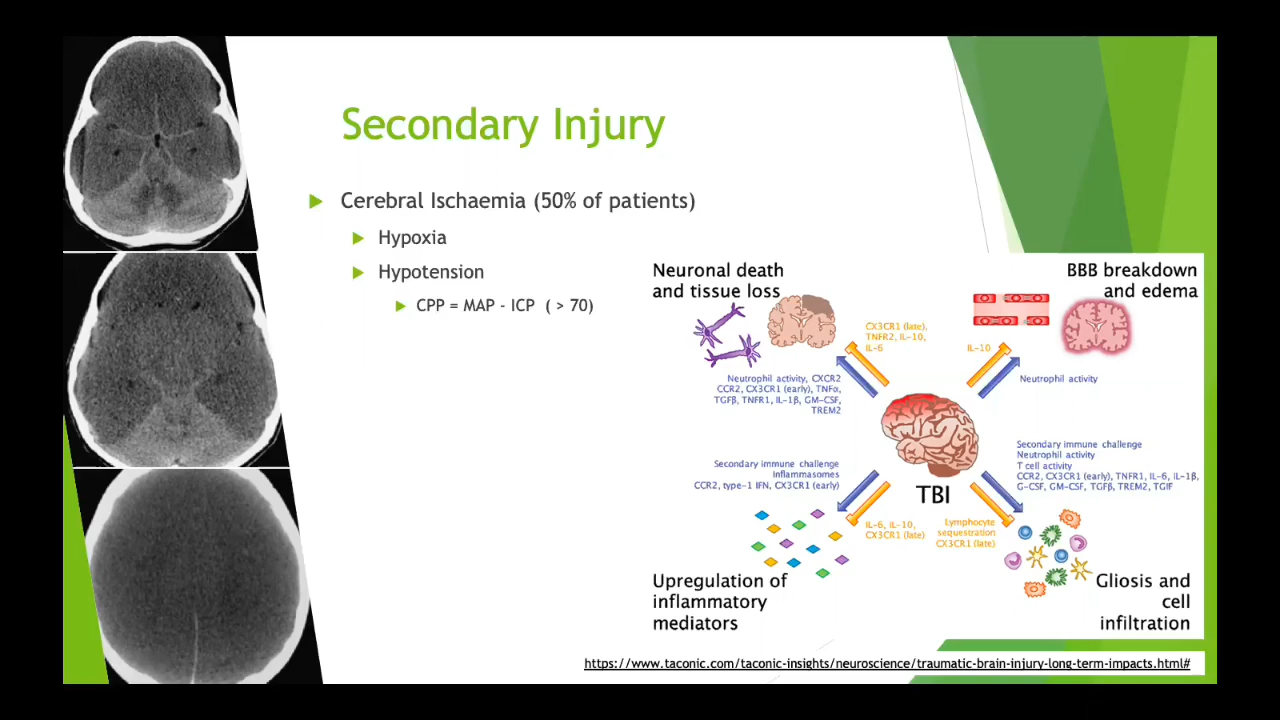 Secondary Injury
Cerebral Ischaemia (50% of patients)
Hypoxia
Hypotension
CPP = MAP - ICP ( > 70)
Neuronal death
and tissue loss
CX3CR1 (late),
TNFR2, IL-10,
IL-6
Neutrophil activity, CXCR2
CCR2, CX3CR1 (early), TNFα,
TGFβ, TNFR1, IL-1β, GM-CSF,
TREM2
BBB breakdown
and edema
IL-10
Neutrophil activity
TBI
Secondary immune challenge
Inflammasomes
CCR2, type-1 IFN, CX3CR1 (early)
IL-6, IL-10,
CX3CR1 (late)
Upregulation of
inflammatory
mediators
Secondary immune challenge
Neutrophil activity
T cell activity
CCR2, CX3CR1 (early), TNFR1, IL-6, IL-1β,
G-CSF, GM-CSF, TGFβ, TREM2, TGIF
Lymphocyte
sequestration
CX3CR1 (late)
Gliosis and
cell
infiltration
https://www.taconic.com/taconic-insights/neuroscience/traumatic-brain-injury-long-term-impacts.html#